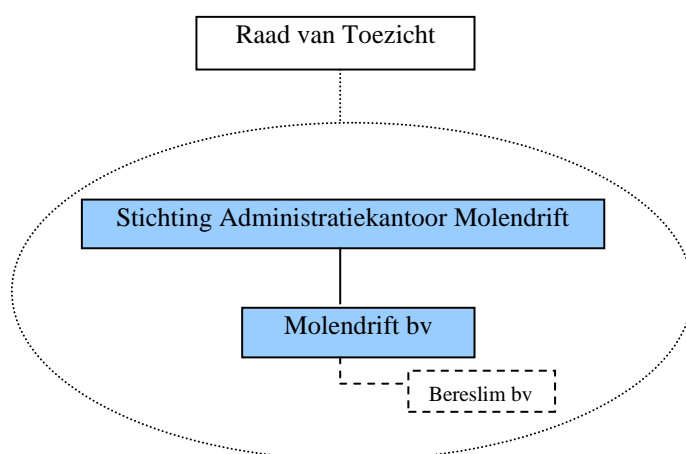 Raad van Toezicht
Stichting Administratiekantoor Molendrift
Molendrift bv
Bereslim bv